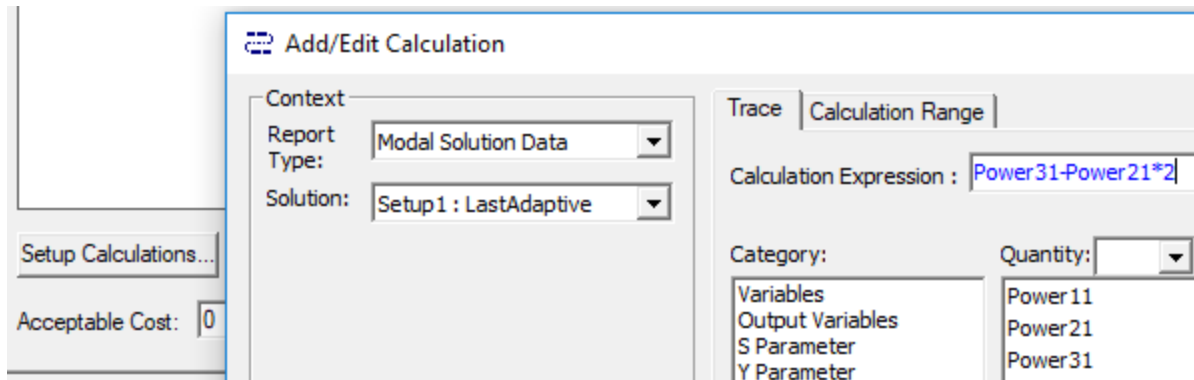 Add/Edit Calculation
Context
Report Type:
Modal Solution Data
Solution:
Setup1 : LastAdaptive
Trace
Calculation Range
Calculation Expression :
Power31-Power21*2
Setup Calculations...
Acceptable Cost:
0
Category:
Variables
Output Variables
S Parameter
Y Parameter
Quantity:
Power11
Power21
Power31